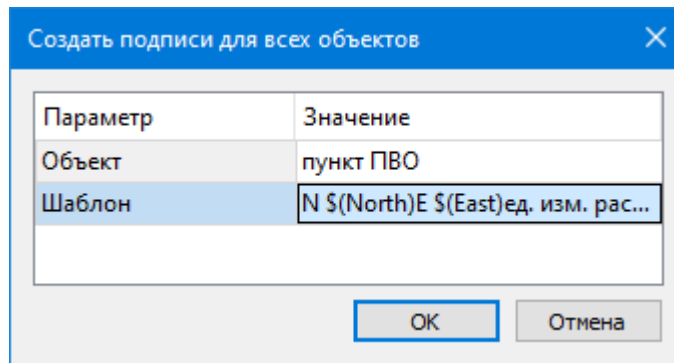 Создать подписи для всех объектов
Параметр Значение
Объект пункт ПВО
Шаблон N $(North)E $(East)ед. изм. рас...
OK Отмена